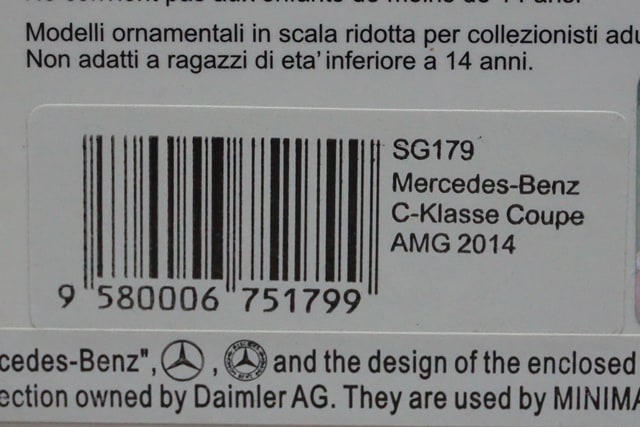 Modelli ornamentali in scala ridotta per collezionisti
Non adatti a ragazzi di eta' inferiore a 14 anni.
SG179
Mercedes-Benz
C-Klasse Coupe
AMG 2014
9 580006 751799
cedes-Benz", , and the design of the enclosed
ection owned by Daimler AG. They are used by MINIMA